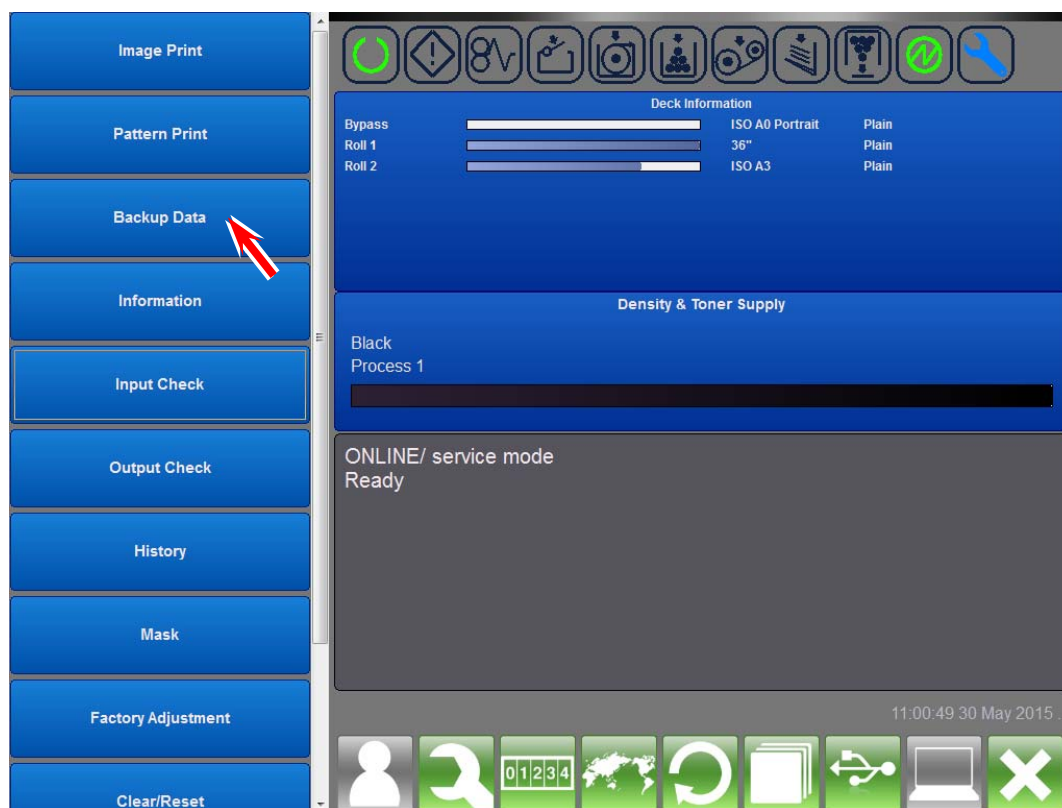 Image Print
Pattern Print
Backup Data
Information
Input Check
Output Check
History
Mask
Factory Adjustment
Clear/Reset
Deck Information
Bypass ISO A0 Portrait Plain
Roll 1 36" Plain
Roll 2 ISO A3 Plain
Density & Toner Supply
Black
Process 1
ONLINE/ service mode
Ready
11:00:49 30 May 2015 .
01234